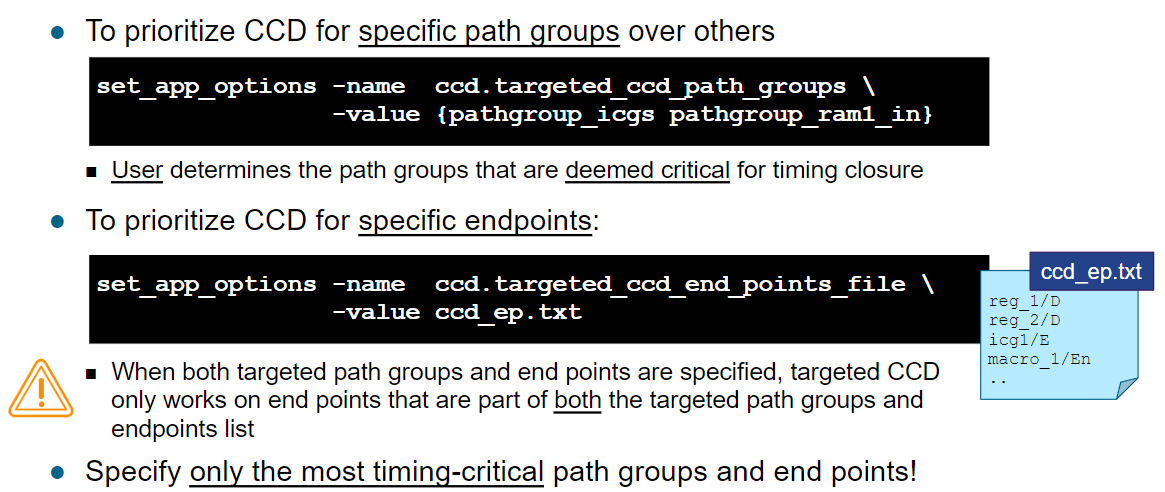 ● To prioritize CCD for specific path groups over others
set_app_options -name ccd.targeted_ccd_path_groups \
-value {pathgroup_icgs pathgroup_ram1_in}
■ User determines the path groups that are deemed critical for timing closure
● To prioritize CCD for specific endpoints:
set_app_options -name ccd.targeted_ccd_end_points_file \
-value ccd_ep.txt
ccd_ep.txt
reg_1/D
reg_2/D
icg1/E
macro_1/En
..
!
■ When both targeted path groups and end points are specified, targeted CCD
only works on end points that are part of both the targeted path groups and
endpoints list
● Specify only the most timing-critical path groups and end points!